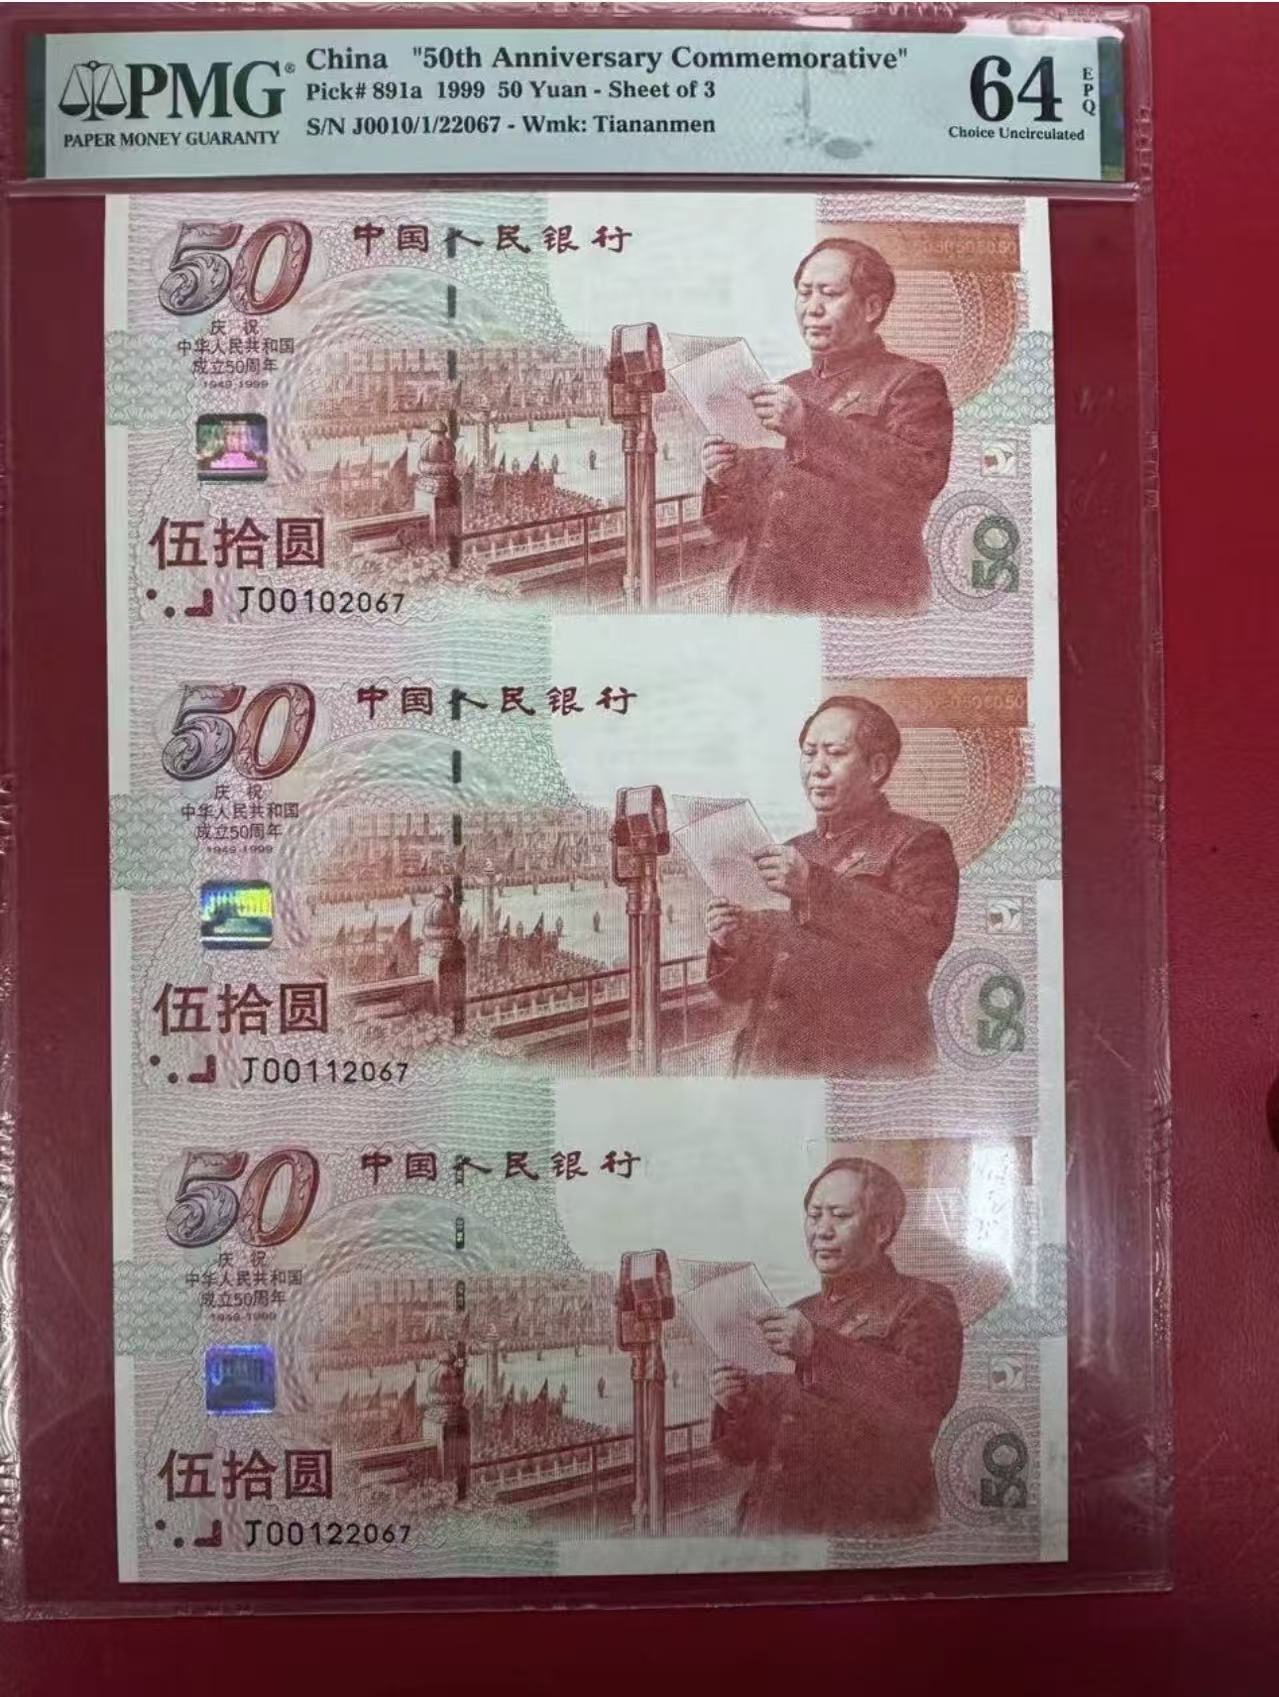 PMG®
PAPER MONEY GUARANTY
China "50th Anniversary Commemorative"
Pick# 891a 1999 50 Yuan - Sheet of 3
S/N J0010/1/22067 - Wmk: Tiananmen
64
EPQ
Choice Uncirculated
50
中国人民银行
庆祝
中华人民共和国
成立50周年
1949-1999
伍拾圆
J00102067
50
50
中国人民银行
庆祝
中华人民共和国
成立50周年
1949-1999
伍拾圆
J00112067
50
50
中国人民银行
庆祝
中华人民共和国
成立50周年
1949-1999
伍拾圆
J00122067
50